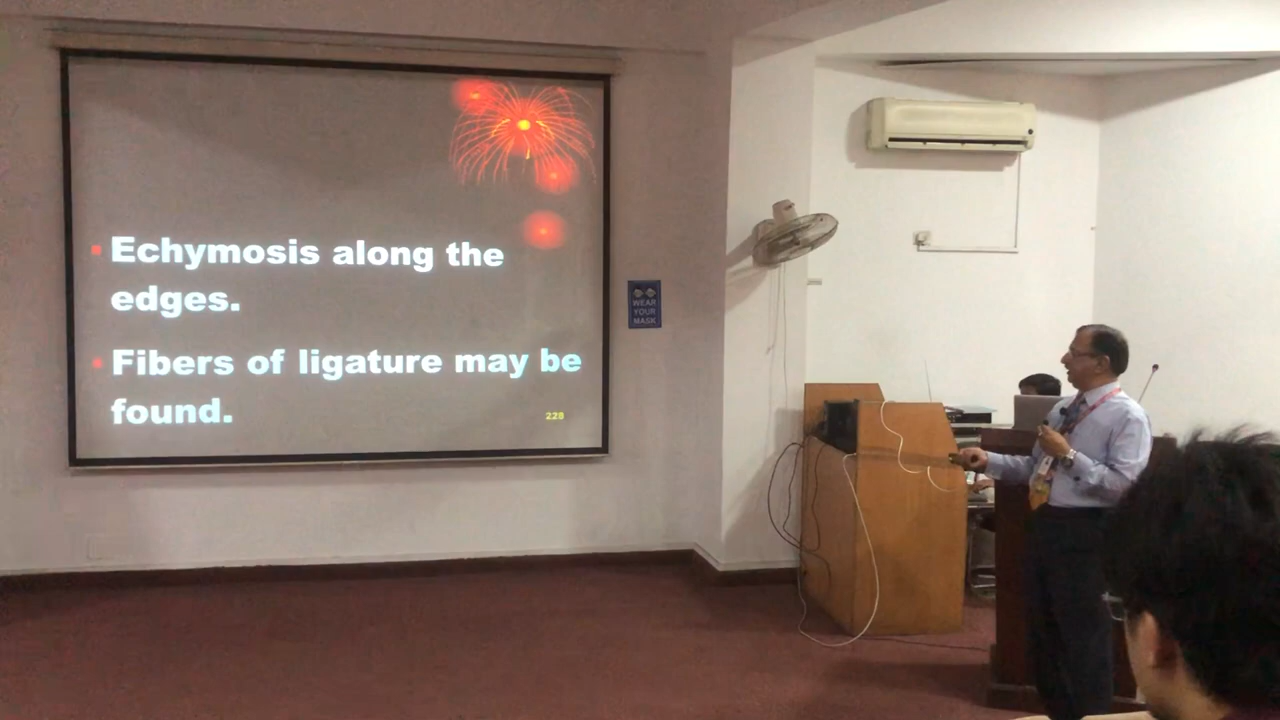 Echymosis along the
edges.
Fibers of ligature may be
found.
228
WEAR
YOUR
MASK